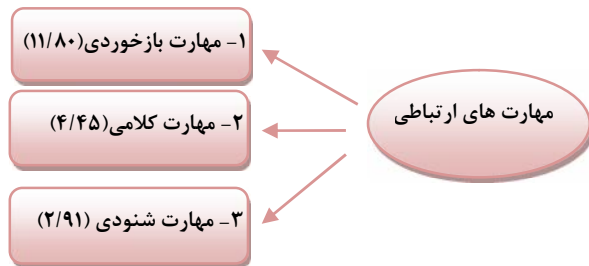 مهارت های ارتباطی
۱- مهارت بازخوردی(۱۱/۸۰)
۲- مهارت کلامی(۴/۴۵)
۳- مهارت شنودی (۲/۹۱)